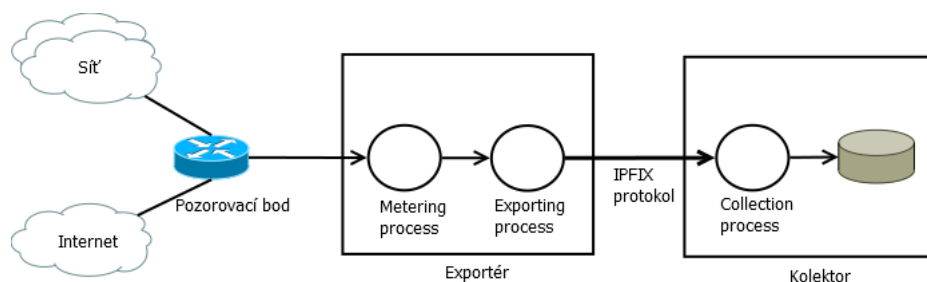 Síť
Internet
Pozorovací bod
Metering
process
Exporting
process
Exportér
IPFIX
protokol
Collection
process
Kolektor